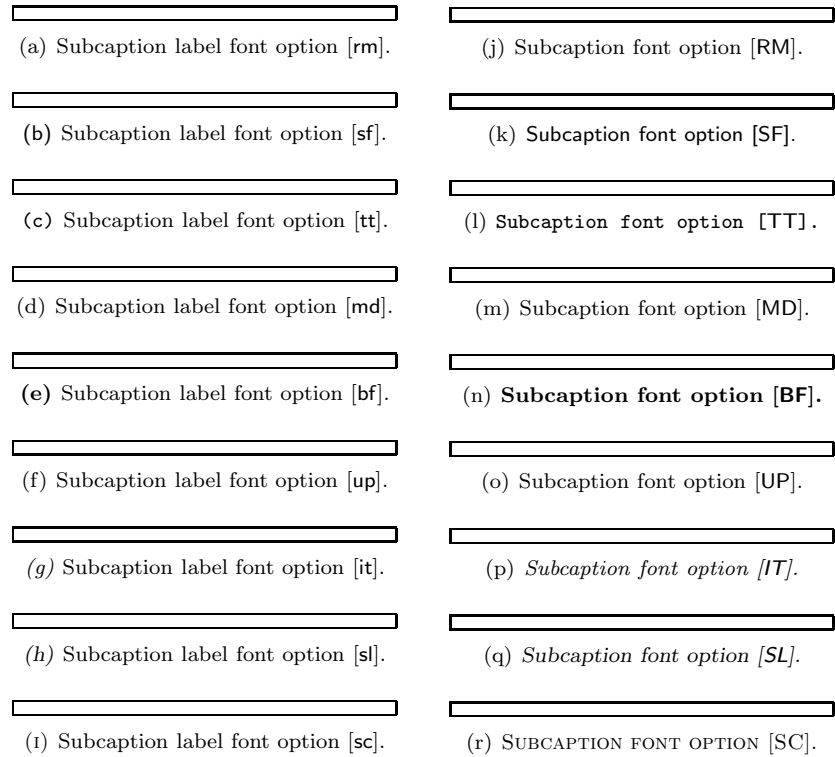 (a) Subcaption label font option [rm].
(b) Subcaption label font option [sf].
(c) Subcaption label font option [tt].
(d) Subcaption label font option [md].
(e) Subcaption label font option [bf].
(f) Subcaption label font option [up].
(g) Subcaption label font option [it].
(h) Subcaption label font option [sl].
(ɪ) Subcaption label font option [sc].
(j) Subcaption font option [RM].
(k) Subcaption font option [SF].
(l) Subcaption font option [TT].
(m) Subcaption font option [MD].
(n) Subcaption font option [BF].
(o) Subcaption font option [UP].
(p) Subcaption font option [IT].
(q) Subcaption font option [SL].
(r) Subcaption font option [SC].